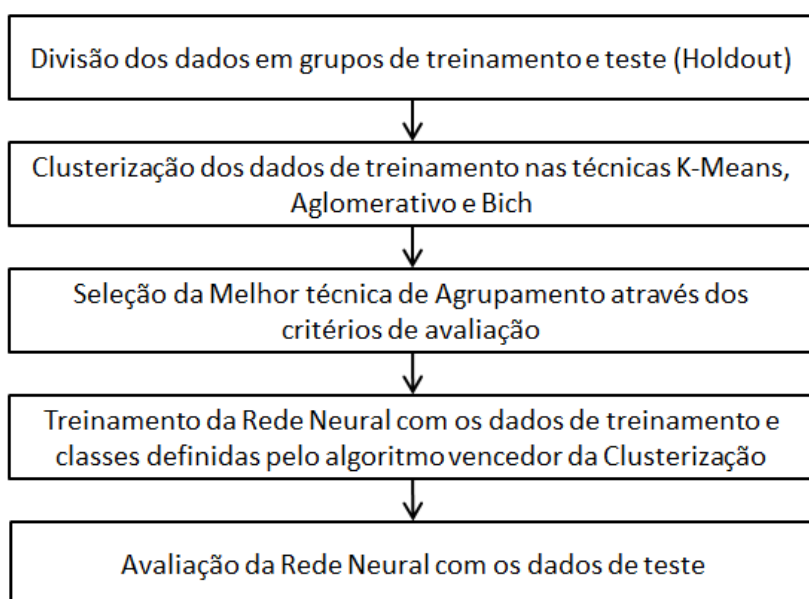 Divisão dos dados em grupos de treinamento e teste (Holdout)
Clusterização dos dados de treinamento nas técnicas K-Means,
Aglomerativo e Bich
Seleção da Melhor técnica de Agrupamento através dos
critérios de avaliação
Treinamento da Rede Neural com os dados de treinamento e
classes definidas pelo algoritmo vencedor da Clusterização
Avaliação da Rede Neural com os dados de teste